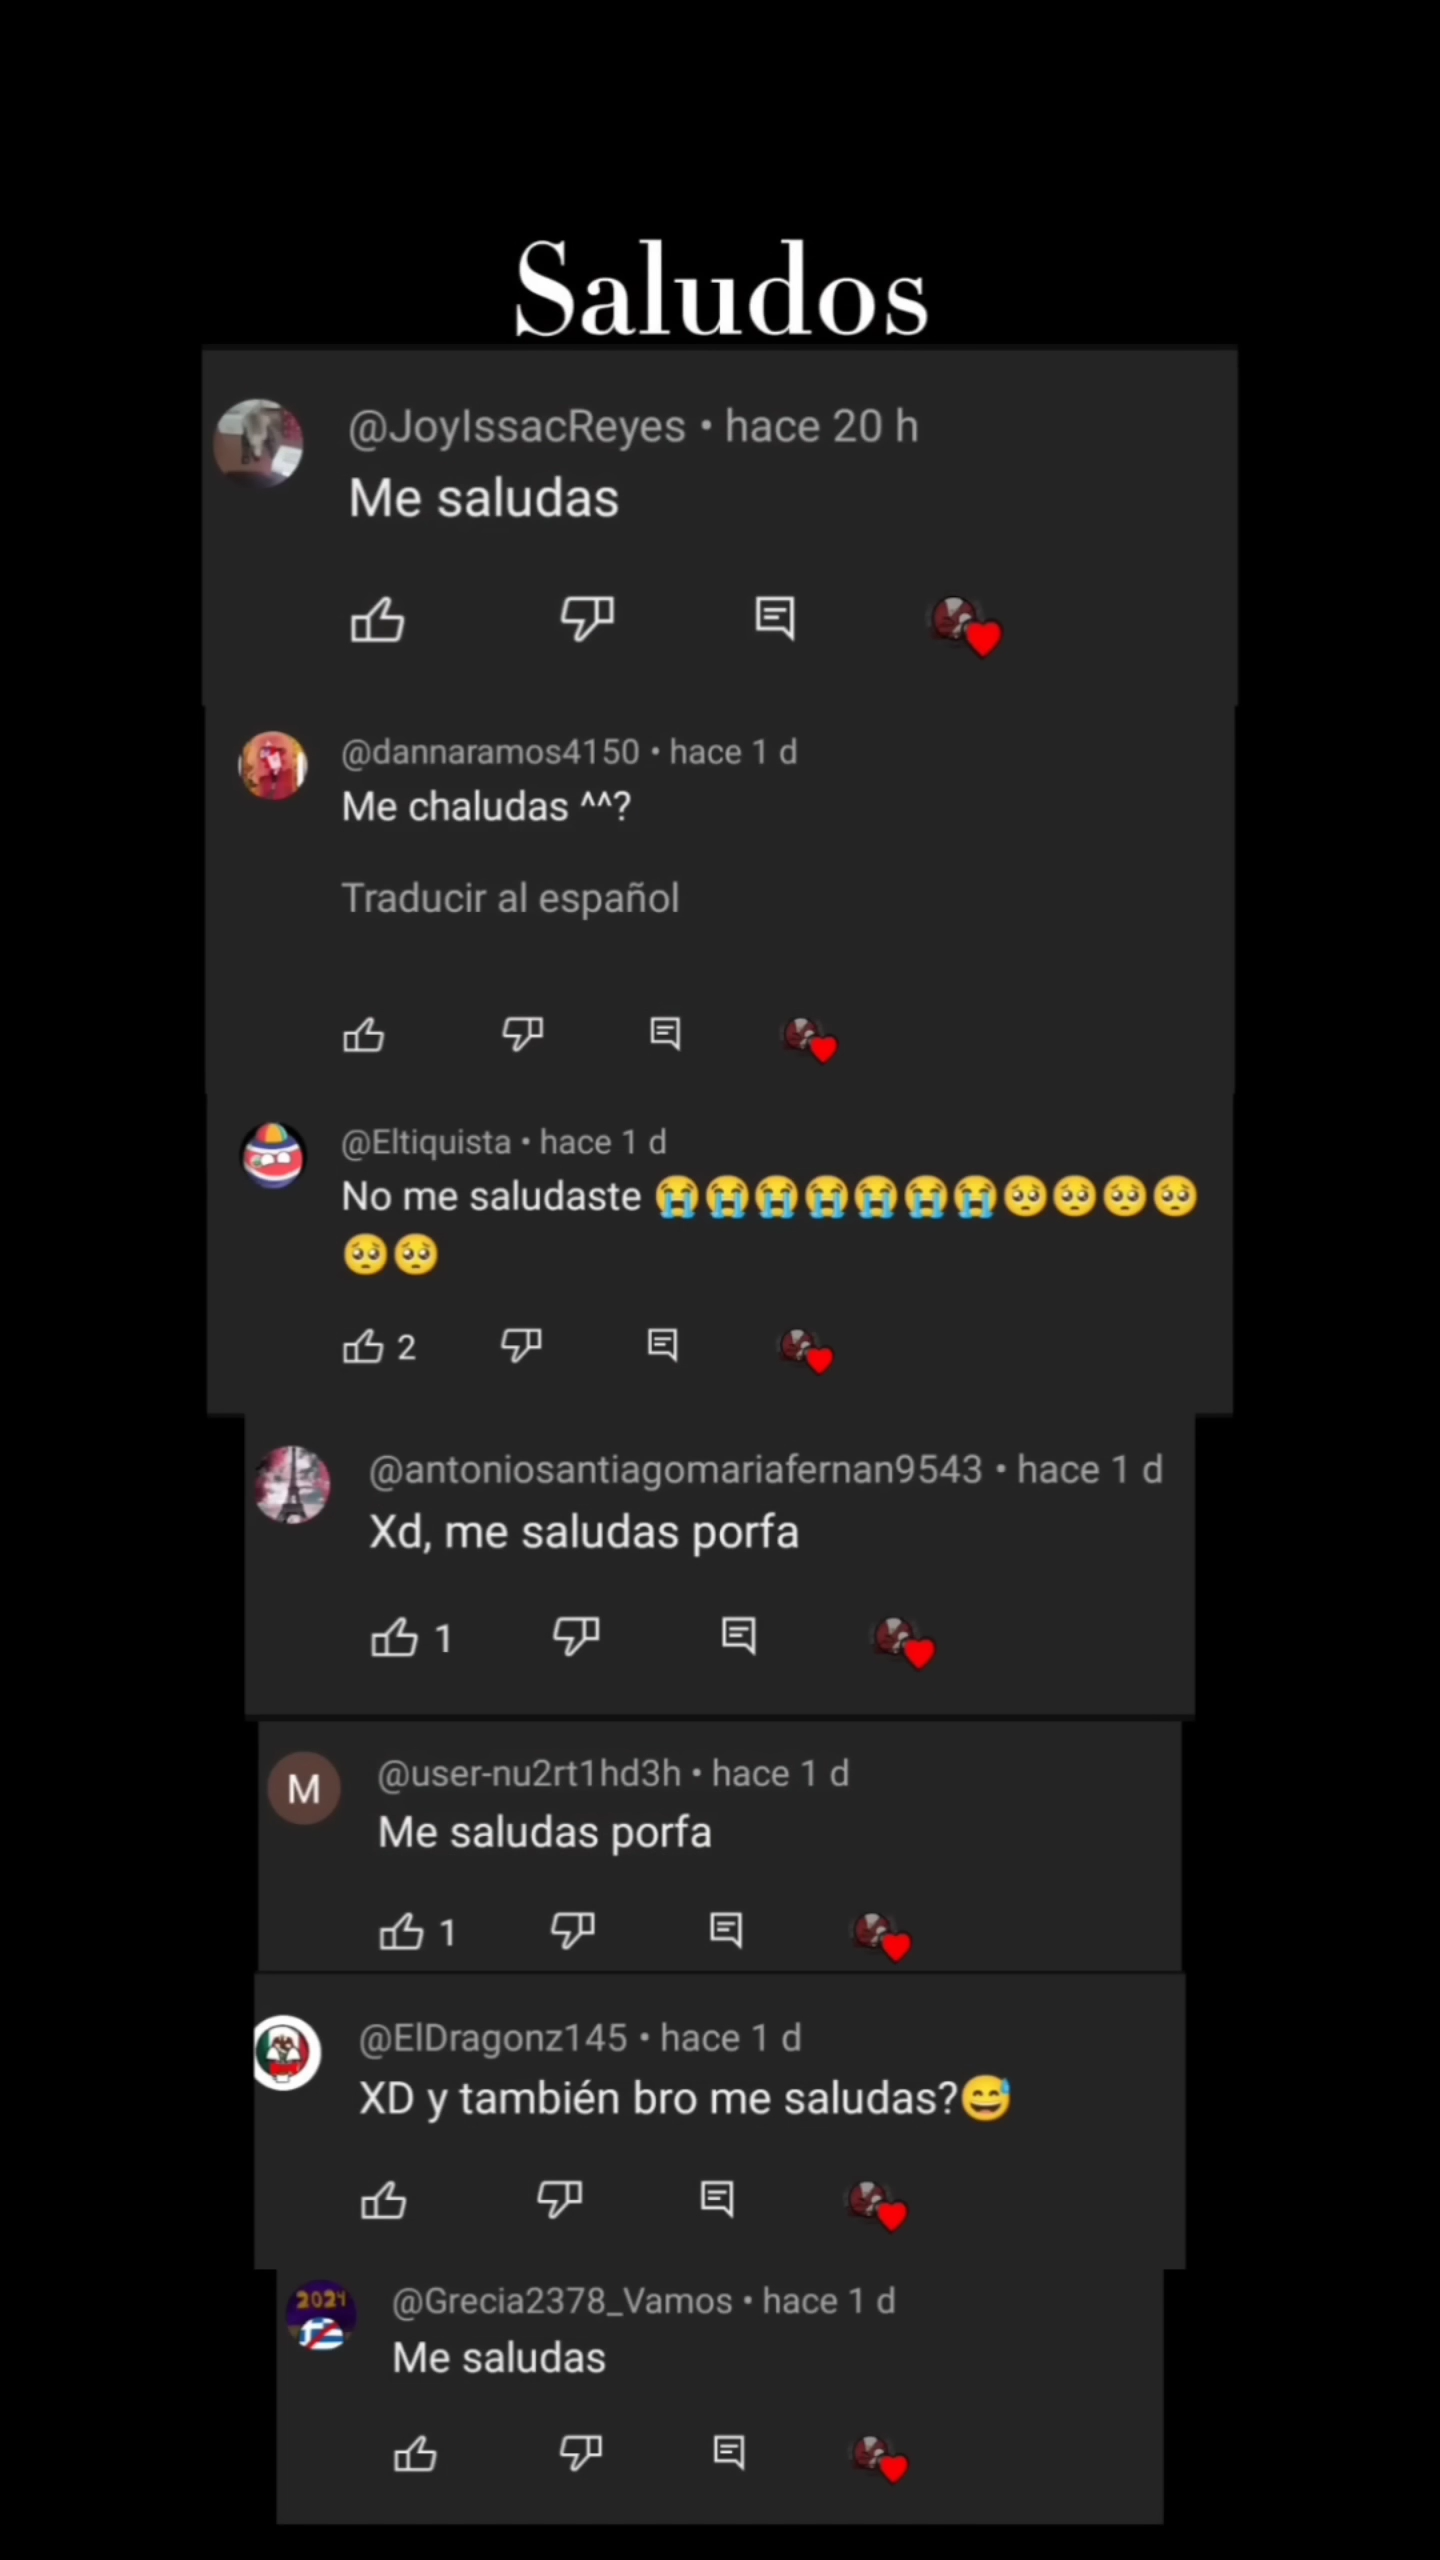 Saludos
@JoyIssacReyes • hace 20 h
Me saludas
@dannaramos4150 • hace 1 d
Me chaludas ^^?
Traducir al español
@Eltiquista • hace 1 d
No me saludaste 😭😭😭😭😭😭😭🥺🥺🥺🥺
🥺🥺
2
@antoniosantiagomariafernan9543 • hace 1 d
Xd, me saludas porfa
1
M
@user-nu2rt1hd3h • hace 1 d
Me saludas porfa
1
@ElDragonz145 • hace 1 d
XD y también bro me saludas?😅
2024
@Grecia2378_Vamos • hace 1 d
Me saludas